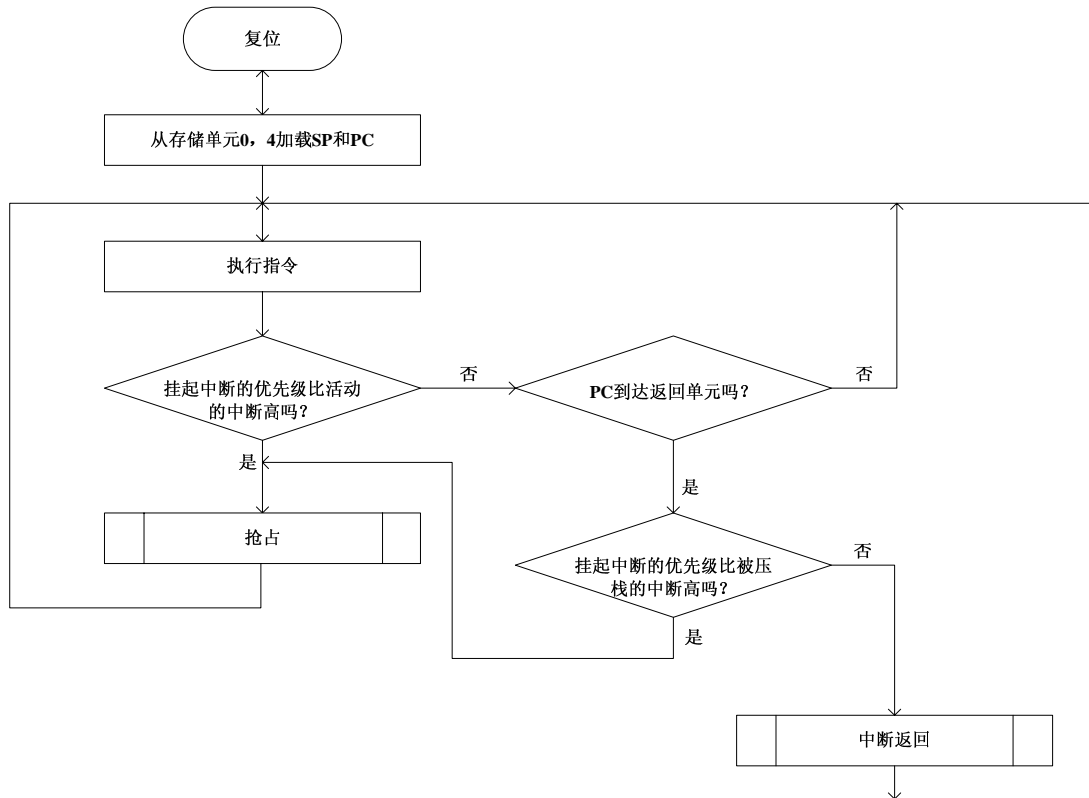 复位
从存储单元0，4加载SP和PC
执行指令
挂起中断的优先级比活动
的中断高吗？
否
PC到达返回单元吗？
否
是
是
抢占
挂起中断的优先级比被压
栈的中断高吗？
否
是
中断返回